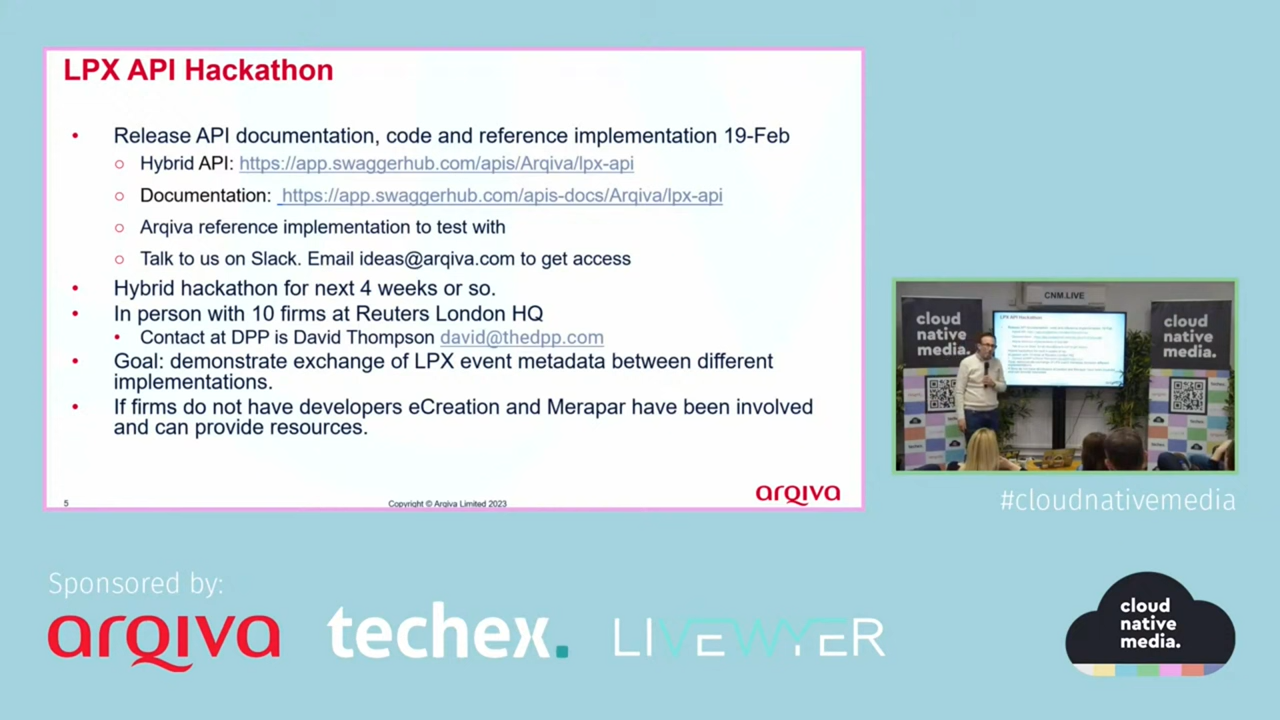 LPX API Hackathon
• Release API documentation, code and reference implementation 19-Feb
○ Hybrid API: https://app.swaggerhub.com/apis/Arqiva/lpx-api
○ Documentation: https://app.swaggerhub.com/apis-docs/Arqiva/lpx-api
○ Arqiva reference implementation to test with
○ Talk to us on Slack. Email ideas@arqiva.com to get access
• Hybrid hackathon for next 4 weeks or so.
• In person with 10 firms at Reuters London HQ
• Contact at DPP is David Thompson david@thedpp.com
• Goal: demonstrate exchange of LPX event metadata between different
implementations.
• If firms do not have developers eCreation and Merapar have been involved
and can provide resources.
5
Copyright © Arqiva Limited 2023
arqiva
CNM.LIVE
cloud
native
media.
LPX API Hackathon
cloud
native
media.
#cloudnativemedia
Sponsored by:
arqiva
techex.
LIVEWYER
cloud
native
media.